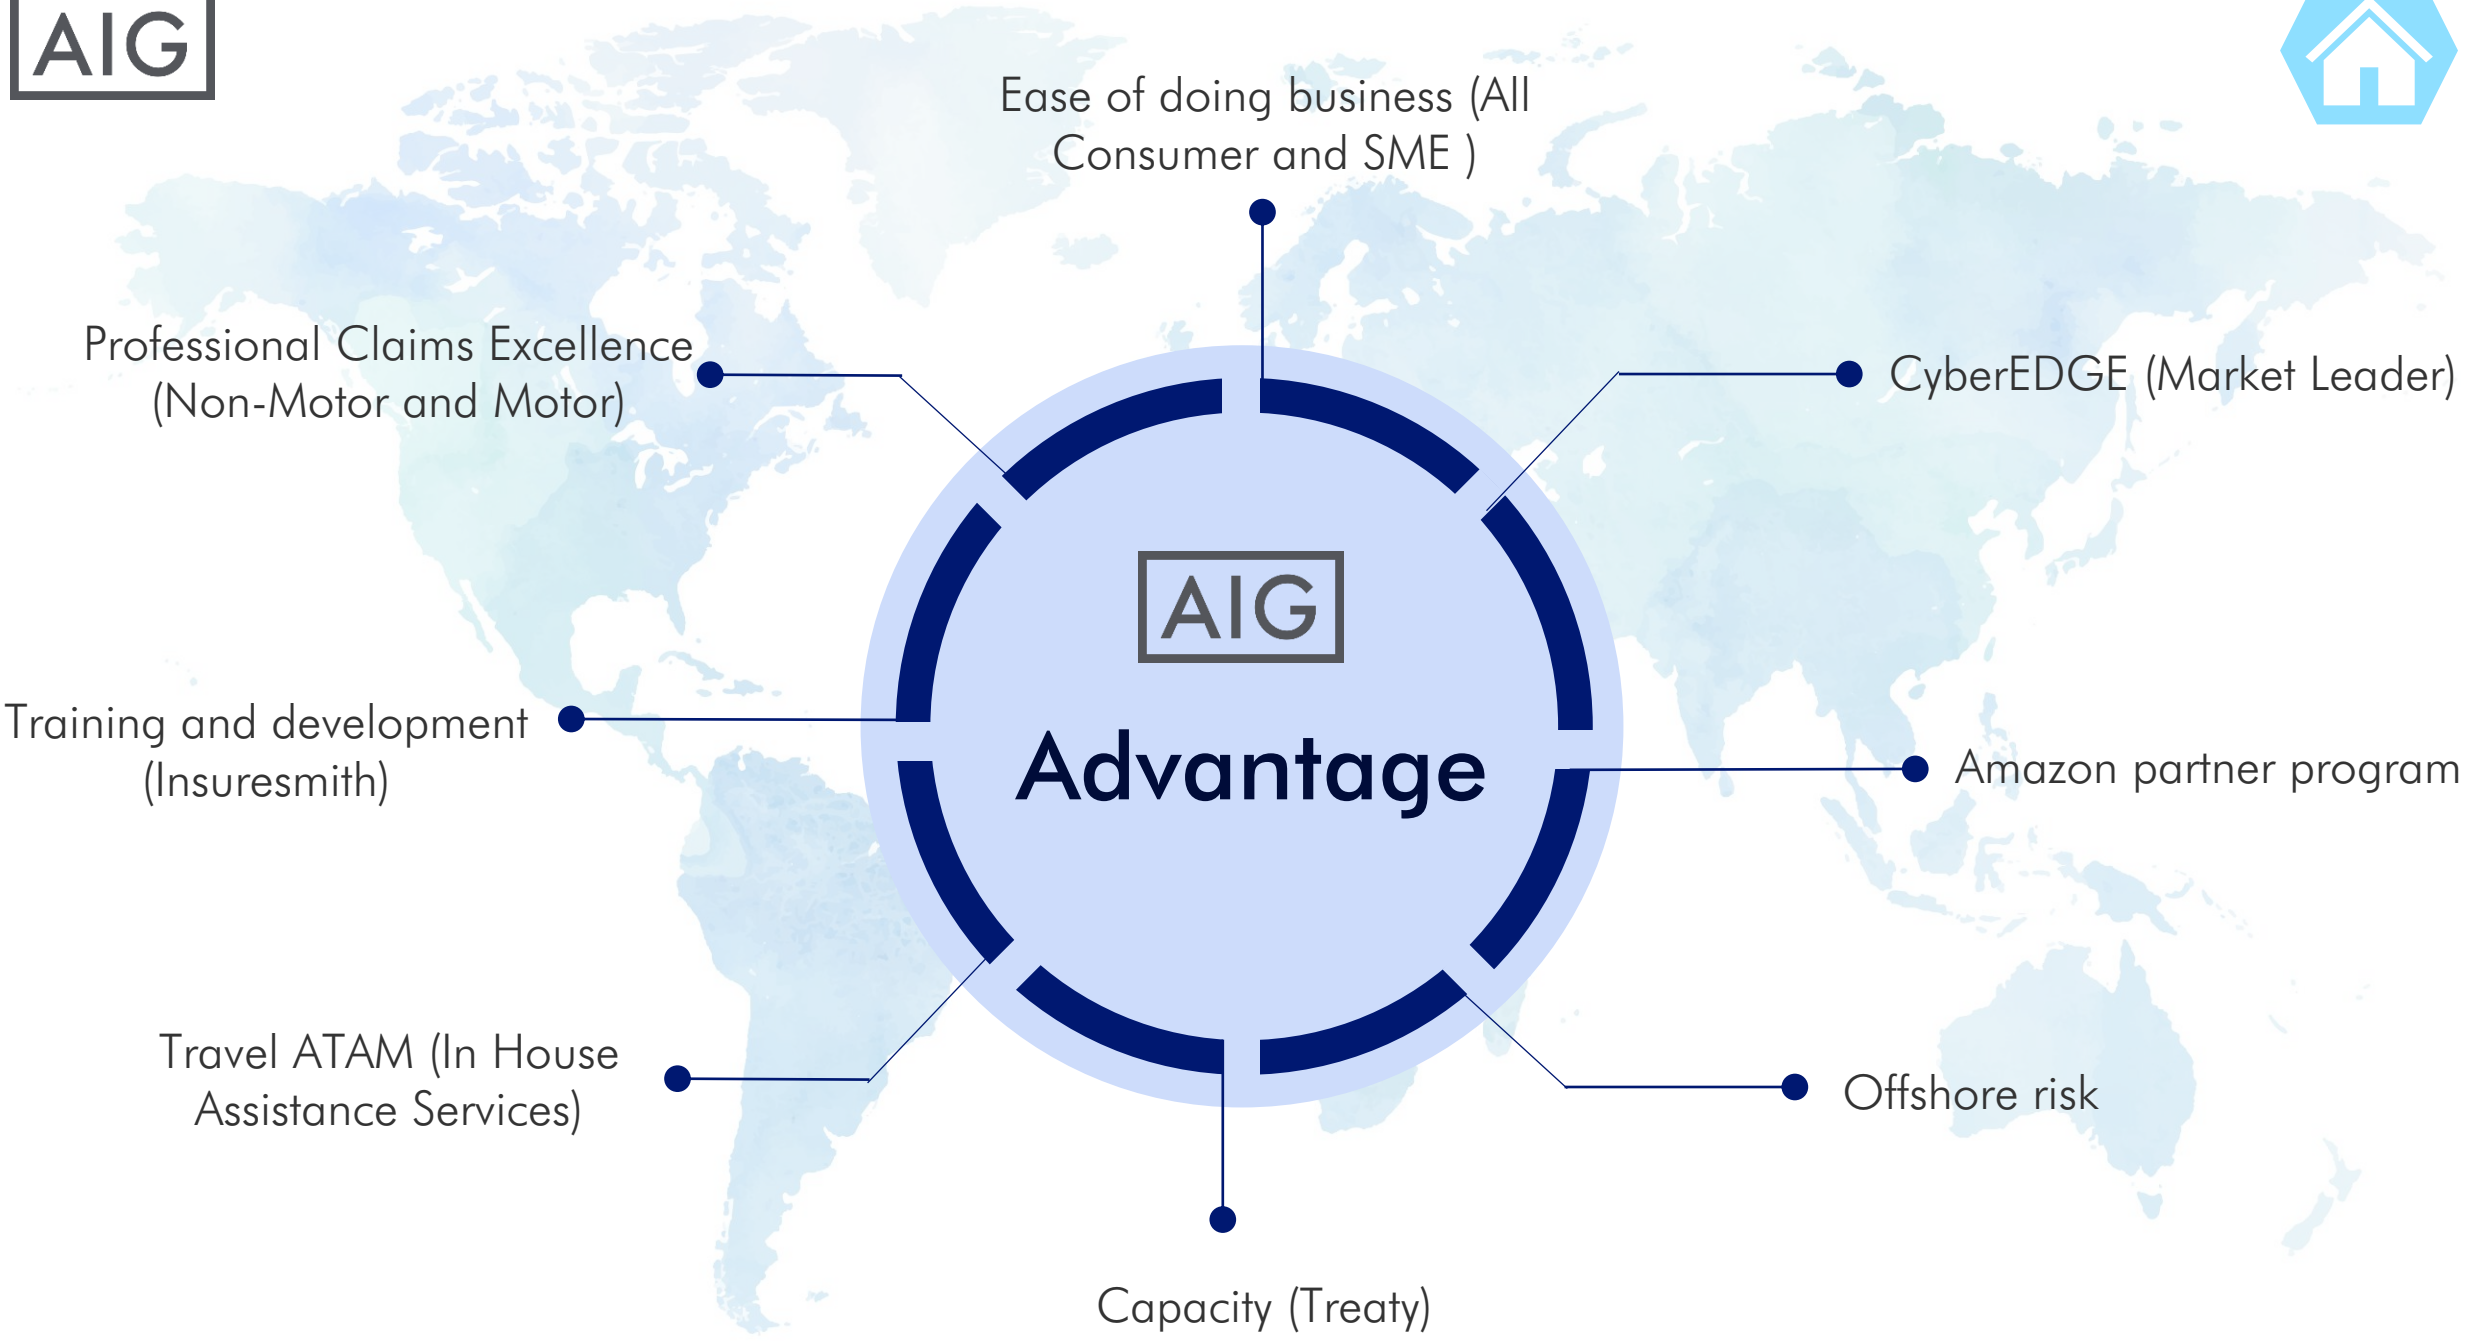 AIG
Ease of doing business (All
Consumer and SME )
Professional Claims Excellence
(Non-Motor and Motor)
CyberEDGE (Market Leader)
AIG
Advantage
Training and development
(Insuresmith)
Amazon partner program
Travel ATAM (In House
Assistance Services)
Offshore risk
Capacity (Treaty)